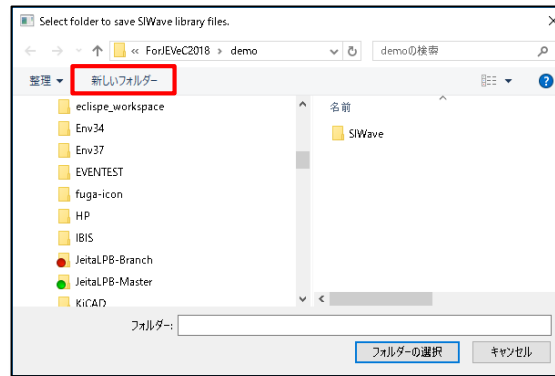 Select folder to save SIWave library files.
« ForJEVeC2018 › demo
demoの検索
整理
新しいフォルダー
eclispe_workspace
Env34
Env37
EVENTEST
fuga-icon
HP
IBIS
JeitaLPB-Branch
JeitaLPB-Master
KiCAD
名前
SIWave
フォルダー:
フォルダーの選択
キャンセル